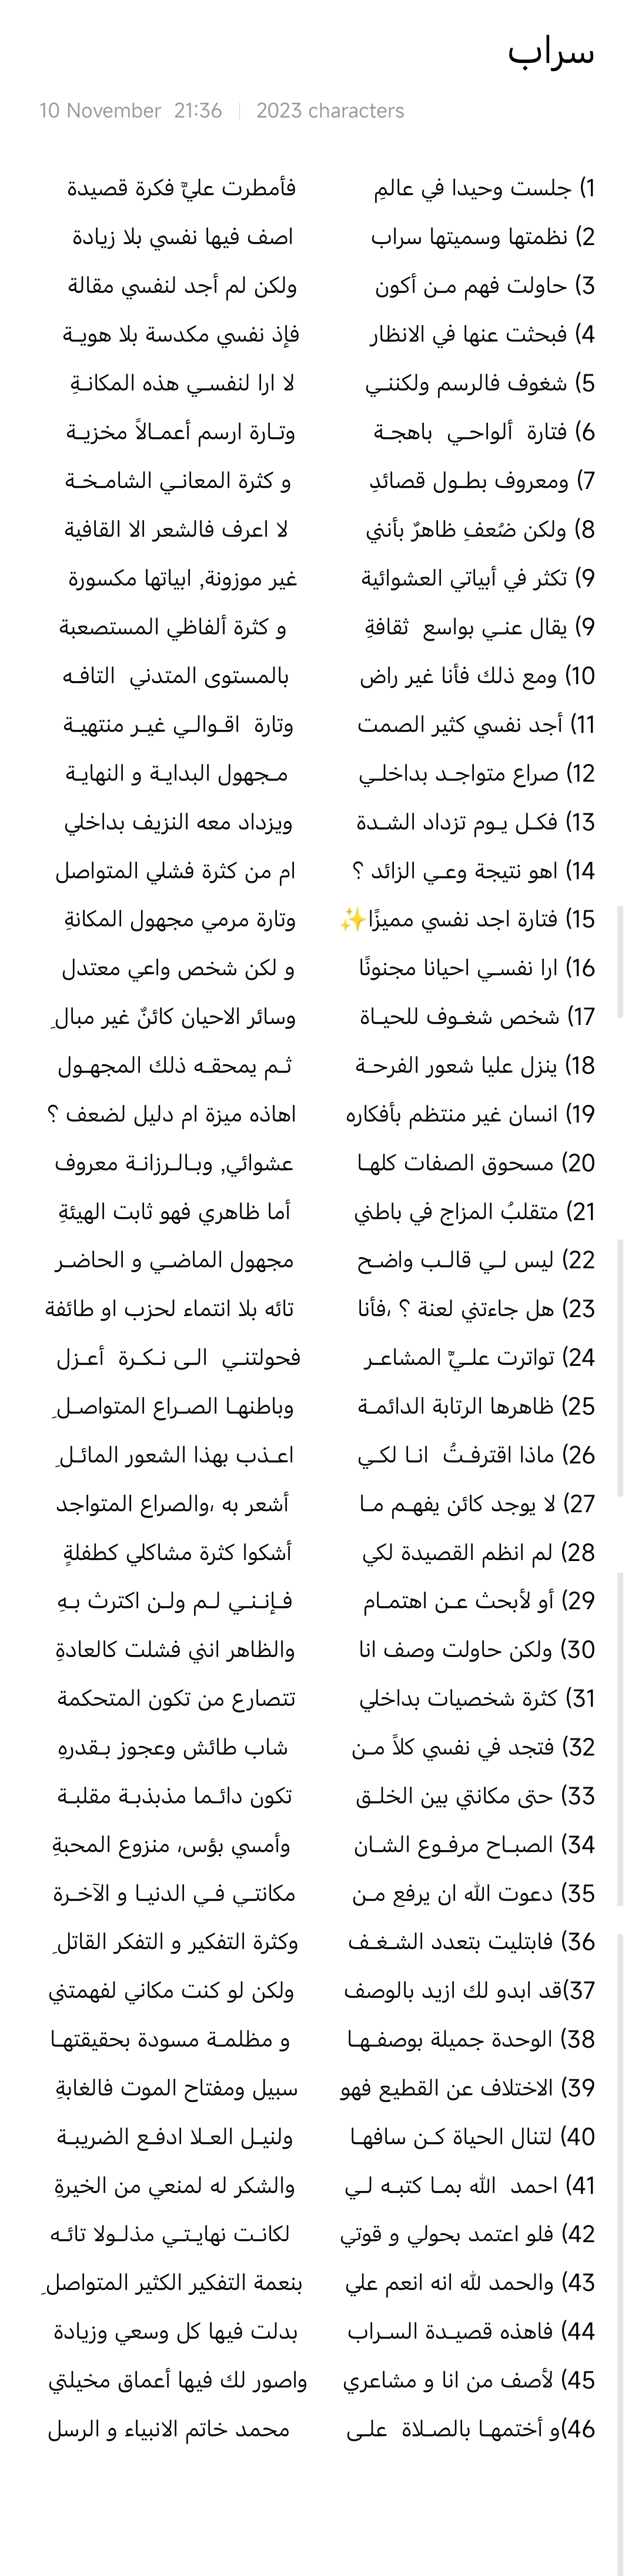 سراب
10 November 21:36 | 2023 characters
1) جلست وحيدا في عالمِ فأمطرت عليَّ فكرة قصيدة
2) نظمتها وسميتها سراب اصف فيها نفسي بلا زيادة
3) حاولت فهم مـن أكون ولكن لم أجد لنفسي مقالة
4) فبحثت عنها في الانظار فإذ نفسي مكدسة بلا هويـة
5) شغوف فالرسم ولكننـي لا ارا لنفسـي هذه المكانـةِ
6) فتارة ألواحـي باهجـة وتـارة ارسم أعمـالاً مخزيـة
7) ومعروف بطـول قصائدِ و كثرة المعانـي الشامـخـة
8) ولكن ضُعفِ ظاهرٌ بأنني لا اعرف فالشعر الا القافية
9) تكثر في أبياتي العشوائية غير موزونة, ابياتها مكسورة
9) يقال عنـي بواسع ثقافةِ و كثرة ألفاظي المستصعبة
10) ومع ذلك فأنا غير راض بالمستوى المتدني التافـه
11) أجد نفسي كثير الصمت وتارة اقـوالـي غيـر منتهيـة
12) صراع متواجـد بداخلـي مـجهول البدايـة و النهايـة
13) فكـل يـوم تزداد الشـدة ويزداد معه النزيف بداخلي
14) اهو نتيجة وعـي الزائد ؟ ام من كثرة فشلي المتواصل
15) فتارة اجد نفسي مميزًا✨ وتارة مرمي مجهول المكانةِ
16) ارا نفسـي احيانا مجنونًا و لكن شخص واعي معتدل
17) شخص شغـوف للحيـاة وسائر الاحيان كائنٌ غير مبالِ
18) ينزل عليا شعور الفرحـة ثـم يمحقـه ذلك المجهـول
19) انسان غير منتظم بأفكاره اهاذه ميزة ام دليل لضعف ؟
20) مسحوق الصفات كلهـا عشوائي, وبـالـرزانـة معروف
21) متقلبُ المزاج في باطني أما ظاهري فهو ثابت الهيئةِ
22) ليس لـي قالـب واضـح مجهول الماضـي و الحاضـر
23) هل جاءتني لعنة ؟ ،فأنا تائه بلا انتماء لحزب او طائفة
24) تواترت علـيَّ المشاعـر فحولتنـي الـى نـكـرة أعـزل
25) ظاهرها الرتابة الدائمـة وباطنهـا الصـراع المتواصـلِ
26) ماذا اقترفـتُ انـا لكـي اعـذب بهذا الشعور المائـلِ
27) لا يوجد كائن يفهـم مـا أشعر به ،والصراع المتواجد
28) لم انظم القصيدة لكي أشكوا كثرة مشاكلي كطفلةٍ
29) أو لأبحث عـن اهتمـام فـإنـنـي لـم ولـن اكترث بـهِ
30) ولكن حاولت وصف انا والظاهر انني فشلت كالعادةِ
31) كثرة شخصيات بداخلي تتصارع من تكون المتحكمة
32) فتجد في نفسي كلاً مـن شاب طائش وعجوز بـقدرهِ
33) حتى مكانتي بين الخلـق تكون دائـما مذبذبـة مقلبـة
34) الصبـاح مرفـوع الشـان وأمسي بؤس، منزوع المحبةِ
35) دعوت الله ان يرفع مـن مكانتـي فـي الدنيـا و الآخـرة
36) فابتليت بتعدد الشـغـف وكثرة التفكير و التفكر القاتلِ
37)قد ابدو لك ازيد بالوصف ولكن لو كنت مكاني لفهمتني
38) الوحدة جميلة بوصفـهـا و مظلمـة مسودة بحقيقتهـا
39) الاختلاف عن القطيع فهو سبيل ومفتاح الموت فالغابةِ
40) لتنال الحياة كـن سافهـا ولنيـل العـلا ادفـع الضريبـة
41) احمد الله بمـا كتبـه لـي والشكر له لمنعي من الخيرةِ
42) فلو اعتمد بحولي و قوتي لكانـت نهايـتـي مذلـولا تائـه
43) والحمد لله انه انعم علي بنعمة التفكير الكثير المتواصلِ
44) فاهذه قصيـدة السـراب بدلت فيها كل وسعي وزيادة
45) لأصف من انا و مشاعري واصور لك فيها أعماق مخيلتي
46)و أختمهـا بالصـلاة علـى محمد خاتم الانبياء و الرسل